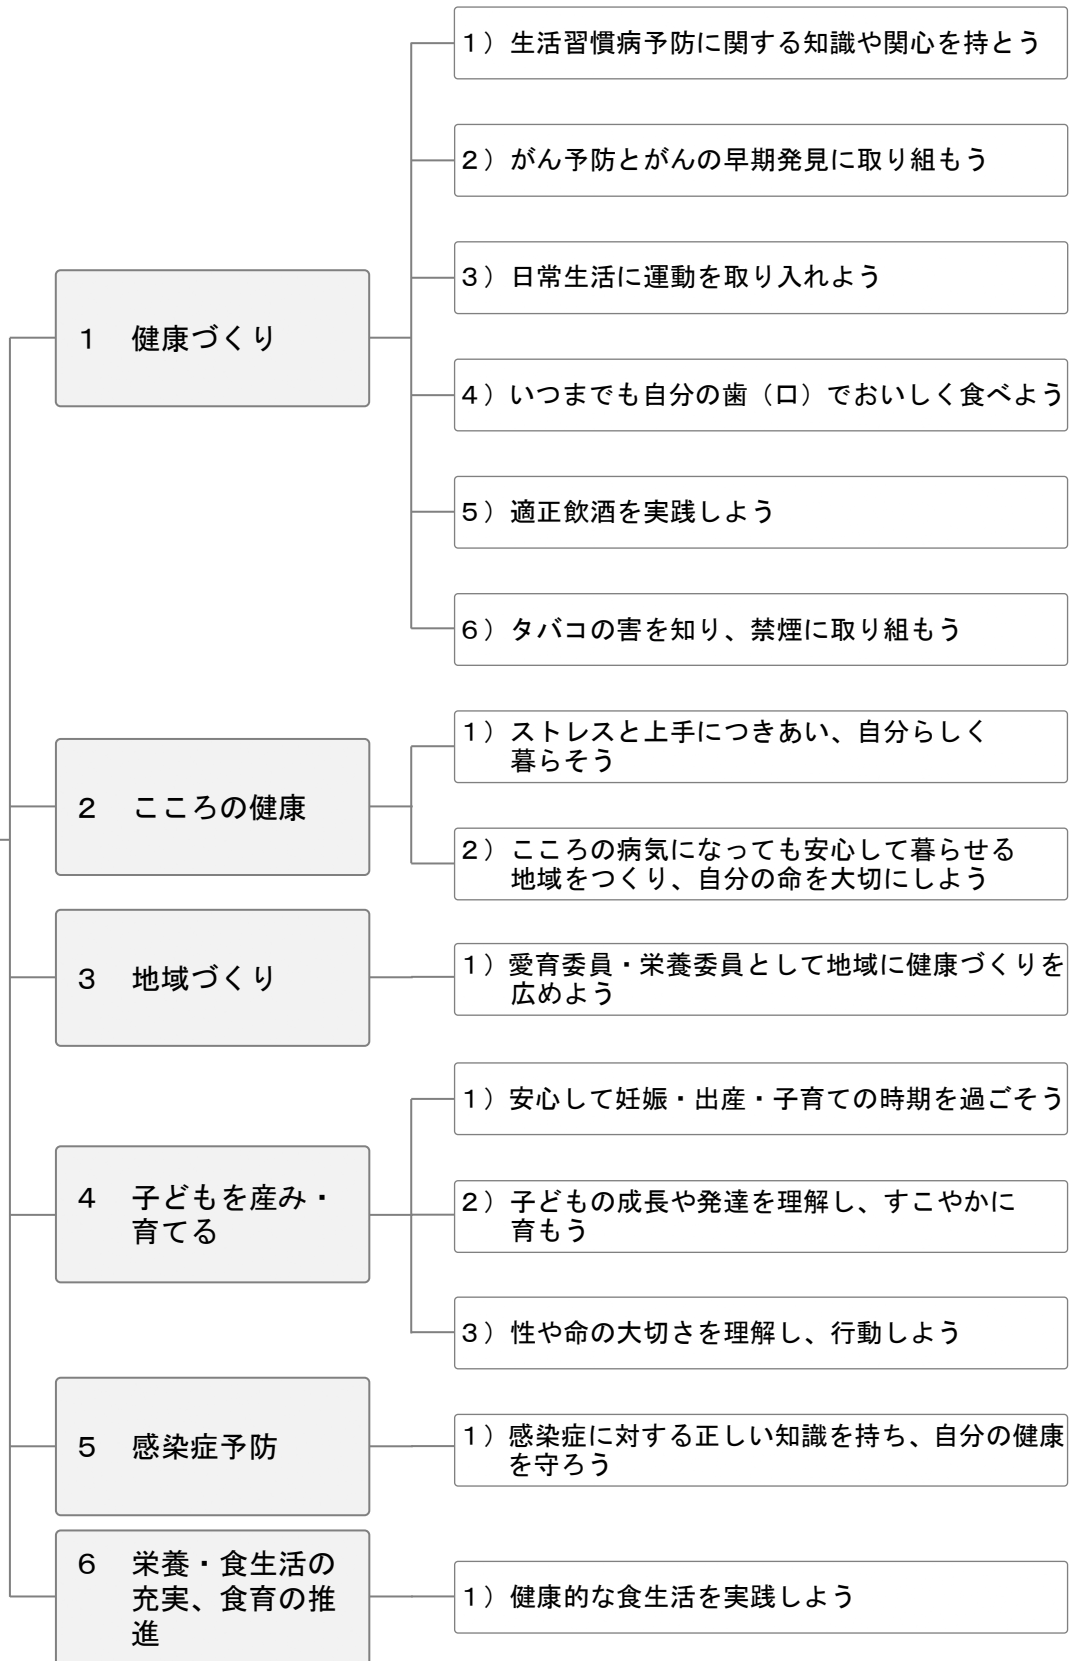 1 健康づくり
1）生活習慣病予防に関する知識や関心を持とう
2）がん予防とがんの早期発見に取り組もう
3）日常生活に運動を取り入れよう
4）いつまでも自分の歯（口）でおいしく食べよう
5）適正飲酒を実践しよう
6）タバコの害を知り、禁煙に取り組もう
2 こころの健康
1）ストレスと上手につきあい、自分らしく
暮らそう
2）こころの病気になっても安心して暮らせる
地域をつくり、自分の命を大切にしよう
3 地域づくり
1）愛育委員・栄養委員として地域に健康づくりを
広めよう
4 子どもを産み・
育てる
1）安心して妊娠・出産・子育ての時期を過ごそう
2）子どもの成長や発達を理解し、すこやかに
育もう
3）性や命の大切さを理解し、行動しよう
5 感染症予防
1）感染症に対する正しい知識を持ち、自分の健康
を守ろう
6 栄養・食生活の
充実、食育の推
進
1）健康的な食生活を実践しよう